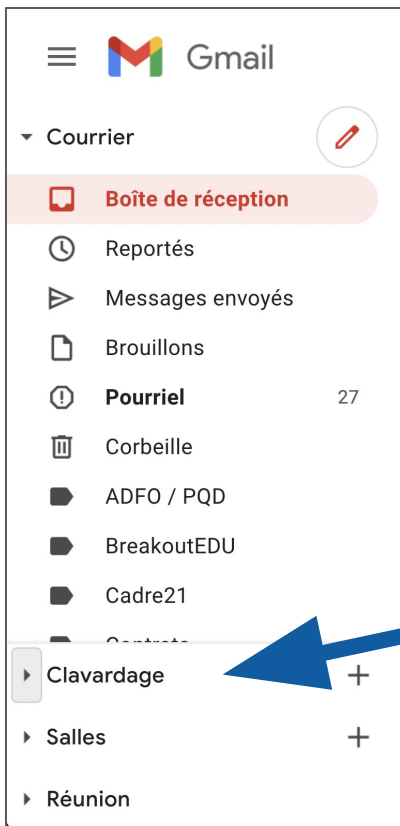 Gmail
Courrier
Boîte de réception
Reportés
Messages envoyés
Brouillons
Pourriel 27
Corbeille
ADFO / PQD
BreakoutEDU
Cadre21
Clavardage
Salles
Réunion